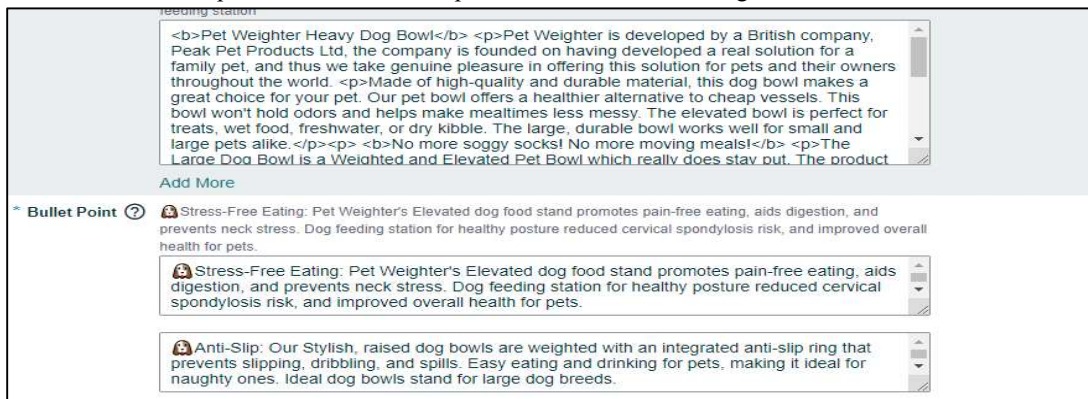 feeding station
<b>Pet Weighter Heavy Dog Bowl</b> <p>Pet Weighter is developed by a British company,
Peak Pet Products Ltd, the company is founded on having developed a real solution for a
family pet, and thus we take genuine pleasure in offering this solution for pets and their owners
throughout the world. <p>Made of high-quality and durable material, this dog bowl makes a
great choice for your pet. Our pet bowl offers a healthier alternative to cheap vessels. This
bowl won't hold odors and helps make mealtimes less messy. The elevated bowl is perfect for
treats, wet food, freshwater, or dry kibble. The large, durable bowl works well for small and
large pets alike.</p><p> <b>No more soggy socks! No more moving meals!</b> <p>The
Large Dog Bowl is a Weighted and Elevated Pet Bowl which really does stay put. The product
Add More
* Bullet Point ?
🐶Stress-Free Eating: Pet Weighter's Elevated dog food stand promotes pain-free eating, aids digestion, and
prevents neck stress. Dog feeding station for healthy posture reduced cervical spondylosis risk, and improved overall
health for pets.
🐶Stress-Free Eating: Pet Weighter's Elevated dog food stand promotes pain-free eating, aids
digestion, and prevents neck stress. Dog feeding station for healthy posture reduced cervical
spondylosis risk, and improved overall health for pets.
🐶Anti-Slip: Our Stylish, raised dog bowls are weighted with an integrated anti-slip ring that
prevents slipping, dribbling, and spills. Easy eating and drinking for pets, making it ideal for
naughty ones. Ideal dog bowls stand for large dog breeds.